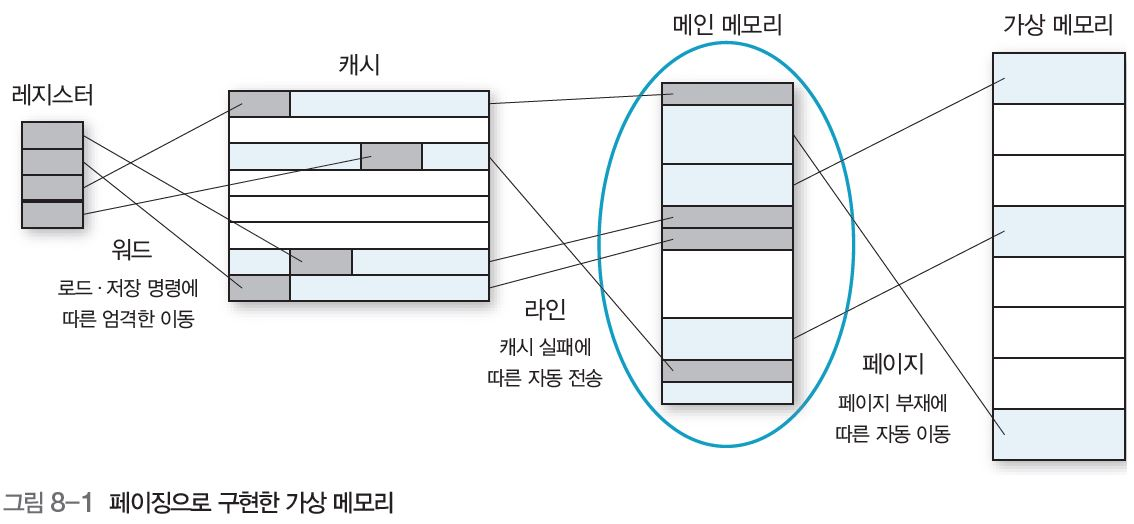 레지스터
캐시
메인 메모리
가상 메모리
워드
로드·저장 명령에
따른 엄격한 이동
라인
캐시 실패에
따른 자동 전송
페이지
페이지 부재에
따른 자동 이동
그림 8-1 페이징으로 구현한 가상 메모리